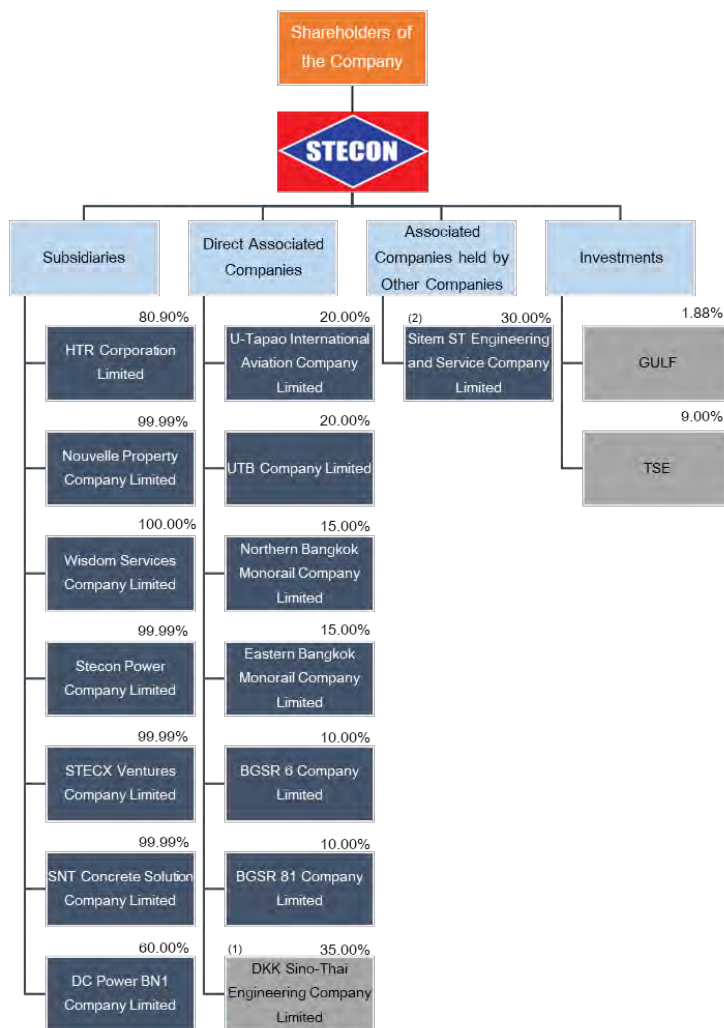 Shareholders of
the Company
STECON
Subsidiaries
Direct Associated
Companies
Associated
Companies held by
Other Companies
Investments
80.90%
HTR Corporation
Limited
99.99%
Nouvelle Property
Company Limited
100.00%
Wisdom Services
Company Limited
99.99%
Stecon Power
Company Limited
99.99%
STECX Ventures
Company Limited
99.99%
SNT Concrete Solution
Company Limited
60.00%
DC Power BN1
Company Limited
20.00%
U-Tapao International
Aviation Company
Limited
20.00%
UTB Company Limited
15.00%
Northern Bangkok
Monorail Company
Limited
15.00%
Eastern Bangkok
Monorail Company
Limited
10.00%
BGSR 6 Company
Limited
10.00%
BGSR 81 Company
Limited
(1) 35.00%
DKK Sino-Thai
Engineering Company
Limited
(2) 30.00%
Sitem ST Engineering
and Service Company
Limited
1.88%
GULF
9.00%
TSE